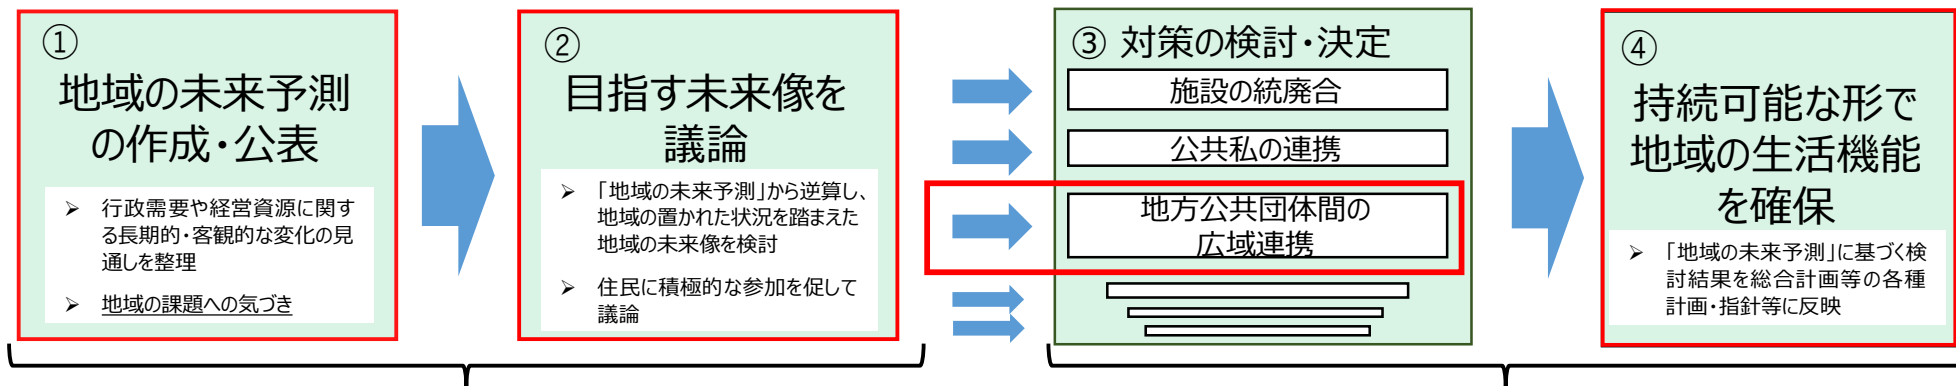 ①
地域の未来予測
の作成・公表
➢ 行政需要や経営資源に関す
る長期的・客観的な変化の見
通しを整理
➢ 地域の課題への気づき
②
目指す未来像を
議論
➢ 「地域の未来予測」から逆算し、
地域の置かれた状況を踏まえた
地域の未来像を検討
➢ 住民に積極的な参加を促して
議論
③ 対策の検討・決定
施設の統廃合
公共私の連携
地方公共団体間の
広域連携
④
持続可能な形で
地域の生活機能
を確保
➢ 「地域の未来予測」に基づく検
討結果を総合計画等の各種
計画・指針等に反映